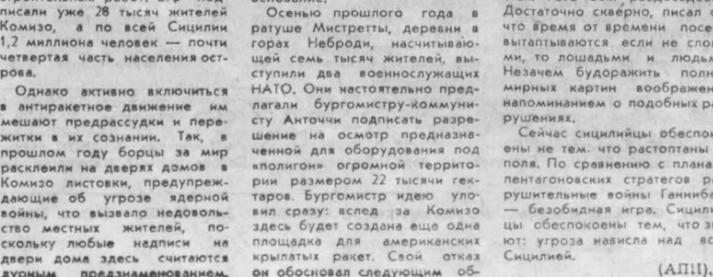 писали уже 28 тысяч жителей
Комизо, а по всей Сицилии
1,2 миллиона человек — почти
четвертая часть населения ост-
рова.
Однако активно включиться
в антиракетное движение им
мешают предрассудки и пере-
житки в их сознании. Так, в
прошлом году борцы за мир
расклеили на дверях домов в
Комизо листовки, предупреж-
дающие об угрозе ядерной
войны, что вызвало недоволь-
ство местных жителей, по-
скольку любые надписи на
двери дома здесь считаются
дурным предзнаменованием.
Осенью прошлого года в
ратуше Мистретты, деревни в
горах Неброди, насчитываю-
щей семь тысяч жителей, вы-
ступили два военнослужащих
НАТО. Они настоятельно пред-
лагали бургомистру-коммуни-
сту Анточчи подписать разре-
шение на осмотр предназна-
ченной для оборудования под
«полигон» огромной террито-
рии размером 22 тысячи гек-
таров. Бургомистр идею уло-
вил сразу: вслед за Комизо
здесь будет создана еще одна
площадка для американских
крылатых ракет. Свой отказ
он обосновал следующим об-
Достаточно скверно, писал о
что время от времени посе
вытаптываются если не слон
ми, то лошадьми и людьм
Незачем будоражить полн
мирных картин воображен
напоминанием о подобных ра
рушениях.
Сейчас сицилийцы обеспок
ены не тем, что растоптаны
поля. По сравнению с плана
пентагоновских стратегов ра
рушительные войны Ганниба
— безобидная игра. Сицили
цы обеспокоены тем, что зн
ют: угроза нависла над во
Сицилией.
(АПН).